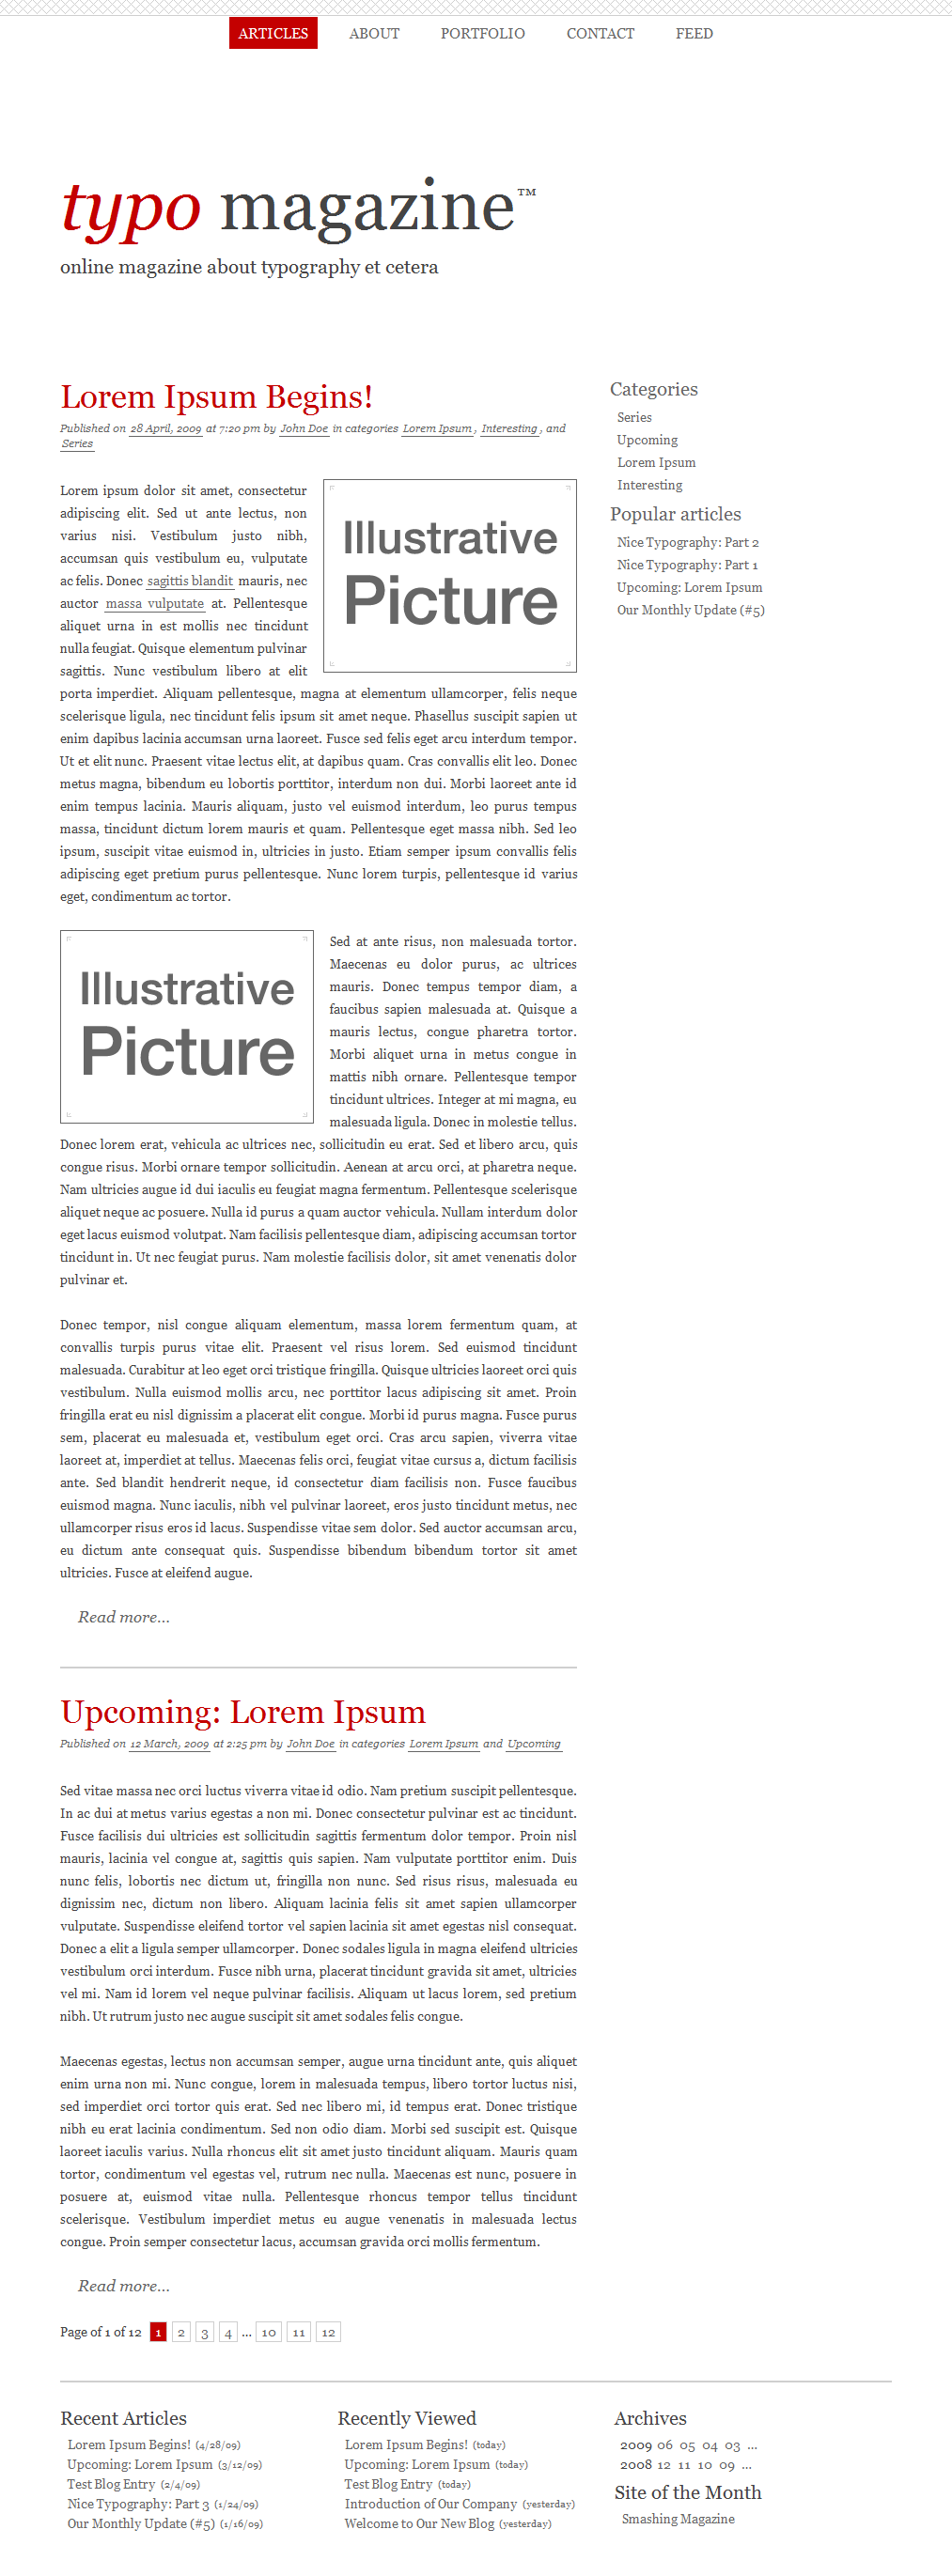 ARTICLES ABOUT PORTFOLIO CONTACT FEED
typo magazine™
online magazine about typography et cetera
Lorem Ipsum Begins!
Published on 28 April, 2009 at 7:20 pm by John Doe in categories Lorem Ipsum, Interesting, and
Series
Lorem ipsum dolor sit amet, consectetur
adipiscing elit. Sed ut ante lectus, non
varius nisi. Vestibulum justo nibh,
accumsan quis vestibulum eu, vulputate
ac felis. Donec sagittis blandit mauris, nec
auctor massa vulputate at. Pellentesque
aliquet urna in est mollis nec tincidunt
nulla feugiat. Quisque elementum pulvinar
sagittis. Nunc vestibulum libero at elit
Illustrative
Picture
porta imperdiet. Aliquam pellentesque, magna at elementum ullamcorper, felis neque
scelerisque ligula, nec tincidunt felis ipsum sit amet neque. Phasellus suscipit sapien ut
enim dapibus lacinia accumsan urna laoreet. Fusce sed felis eget arcu interdum tempor.
Ut et elit nunc. Praesent vitae lectus elit, at dapibus quam. Cras convallis elit leo. Donec
metus magna, bibendum eu lobortis porttitor, interdum non dui. Morbi laoreet ante id
enim tempus lacinia. Mauris aliquam, justo vel euismod interdum, leo purus tempus
massa, tincidunt dictum lorem mauris et quam. Pellentesque eget massa nibh. Sed leo
ipsum, suscipit vitae euismod in, ultricies in justo. Etiam semper ipsum convallis felis
adipiscing eget pretium purus pellentesque. Nunc lorem turpis, pellentesque id varius
eget, condimentum ac tortor.
Illustrative
Picture
Sed at ante risus, non malesuada tortor.
Maecenas eu dolor purus, ac ultrices
mauris. Donec tempus tempor diam, a
faucibus sapien malesuada at. Quisque a
mauris lectus, congue pharetra tortor.
Morbi aliquet urna in metus congue in
mattis nibh ornare. Pellentesque tempor
tincidunt ultrices. Integer at mi magna, eu
malesuada ligula. Donec in molestie tellus.
Donec lorem erat, vehicula ac ultrices nec, sollicitudin eu erat. Sed et libero arcu, quis
congue risus. Morbi ornare tempor sollicitudin. Aenean at arcu orci, at pharetra neque.
Nam ultricies augue id dui iaculis eu feugiat magna fermentum. Pellentesque scelerisque
aliquet neque ac posuere. Nulla id purus a quam auctor vehicula. Nullam interdum dolor
eget lacus euismod volutpat. Nam facilisis pellentesque diam, adipiscing accumsan tortor
tincidunt in. Ut nec feugiat purus. Nam molestie facilisis dolor, sit amet venenatis dolor
pulvinar et.
Donec tempor, nisl congue aliquam elementum, massa lorem fermentum quam, at
convallis turpis purus vitae elit. Praesent vel risus lorem. Sed euismod tincidunt
malesuada. Curabitur at leo eget orci tristique fringilla. Quisque ultricies laoreet orci quis
vestibulum. Nulla euismod mollis arcu, nec porttitor lacus adipiscing sit amet. Proin
fringilla erat eu nisl dignissim a placerat elit congue. Morbi id purus magna. Fusce purus
sem, placerat eu malesuada et, vestibulum eget orci. Cras arcu sapien, viverra vitae
laoreet at, imperdiet at tellus. Maecenas felis orci, feugiat vitae cursus a, dictum facilisis
ante. Sed blandit hendrerit neque, id consectetur diam facilisis non. Fusce faucibus
euismod magna. Nunc iaculis, nibh vel pulvinar laoreet, eros justo tincidunt metus, nec
ullamcorper risus eros id lacus. Suspendisse vitae sem dolor. Sed auctor accumsan arcu,
eu dictum ante consequat quis. Suspendisse bibendum bibendum tortor sit amet
ultricies. Fusce at eleifend augue.
Read more...
Upcoming: Lorem Ipsum
Published on 12 March, 2009 at 2:25 pm by John Doe in categories Lorem Ipsum and Upcoming
Sed vitae massa nec orci luctus viverra vitae id odio. Nam pretium suscipit pellentesque.
In ac dui at metus varius egestas a non mi. Donec consectetur pulvinar est ac tincidunt.
Fusce facilisis dui ultricies est sollicitudin sagittis fermentum dolor tempor. Proin nisl
mauris, lacinia vel congue at, sagittis quis sapien. Nam vulputate porttitor enim. Duis
nunc felis, lobortis nec dictum ut, fringilla non nunc. Sed risus risus, malesuada eu
dignissim nec, dictum non libero. Aliquam lacinia felis sit amet sapien ullamcorper
vulputate. Suspendisse eleifend tortor vel sapien lacinia sit amet egestas nisl consequat.
Donec a elit a ligula semper ullamcorper. Donec sodales ligula in magna eleifend ultricies
vestibulum orci interdum. Fusce nibh urna, placerat tincidunt gravida sit amet, ultricies
vel mi. Nam id lorem vel neque pulvinar facilisis. Aliquam ut lacus lorem, sed pretium
nibh. Ut rutrum justo nec augue suscipit sit amet sodales felis congue.
Maecenas egestas, lectus non accumsan semper, augue urna tincidunt ante, quis aliquet
enim urna non mi. Nunc congue, lorem in malesuada tempus, libero tortor luctus nisi,
sed imperdiet orci tortor quis erat. Sed nec libero mi, id tempus erat. Donec tristique
nibh eu erat lacinia condimentum. Sed non odio diam. Morbi sed suscipit est. Quisque
laoreet iaculis varius. Nulla rhoncus elit sit amet justo tincidunt aliquam. Mauris quam
tortor, condimentum vel egestas vel, rutrum nec nulla. Maecenas est nunc, posuere in
posuere at, euismod vitae nulla. Pellentesque rhoncus tempor tellus tincidunt
scelerisque. Vestibulum imperdiet metus eu augue venenatis in malesuada lectus
congue. Proin semper consectetur lacus, accumsan gravida orci mollis fermentum.
Read more...
Page of 1 of 12 1 2 3 4 ... 10 11 12
Categories
Series
Upcoming
Lorem Ipsum
Interesting
Popular articles
Nice Typography: Part 2
Nice Typography: Part 1
Upcoming: Lorem Ipsum
Our Monthly Update (#5)
Recent Articles
Lorem Ipsum Begins! (4/28/09)
Upcoming: Lorem Ipsum (3/12/09)
Test Blog Entry (2/4/09)
Nice Typography: Part 3 (1/24/09)
Our Monthly Update (#5) (1/16/09)
Recently Viewed
Lorem Ipsum Begins! (today)
Upcoming: Lorem Ipsum (today)
Test Blog Entry (today)
Introduction of Our Company (yesterday)
Welcome to Our New Blog (yesterday)
Archives
2009 06 05 04 03 ...
2008 12 11 10 09 ...
Site of the Month
Smashing Magazine